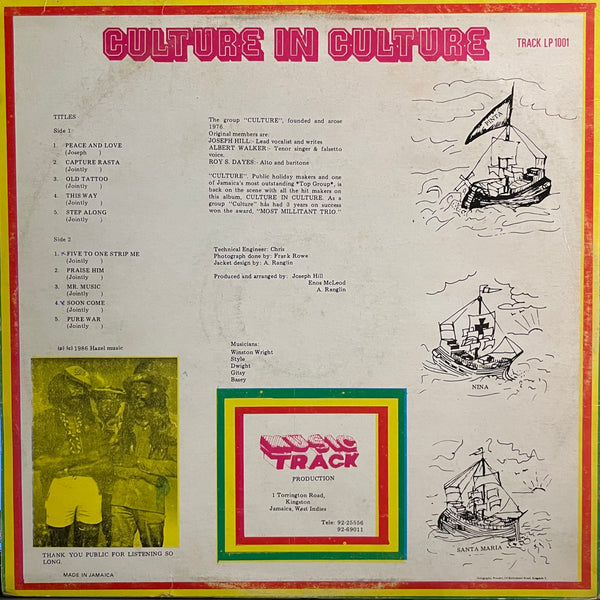 CULTURE IN CULTURE
TRACK LP 1001
TITLES
Side 1
1. PEACE AND LOVE
(Joseph )
2. CAPTURE RASTA
(Jointly )
3. OLD TATTOO
(Jointly )
4. THIS WAY
(Jointly )
5. STEP ALONG
(Jointly )
Side 2
1. FIVE TO ONE STRIP ME
(Jointly
2. PRAISE HIM
(Jointly )
3. MR. MUSIC
(Jointly )
4. SOON COME
(Jointly )
5. PURE WAR
(Jointly )
(p) (c) 1986 Hazel music
The group "CULTURE", founded and arose
1976.
Original members are:
JOSEPH HILL:- Lead vocalist and writes
ALBERT WALKER:- Tenor singer & falsetto
voice.
ROY S. DAYES:- Alto and baritone
"CULTURE". Public holiday makers and one
of Jamaica's most outstanding *Top Group*, is
back on the scene with all the hit makers on
this album, CULTURE IN CULTURE. As a
group "Culture" has had 3 years on success
won the award, "MOST MILLITANT TRIO."
Technical Engineer: Chris
Photograph done by: Frark Rowe
Jacket design by: A. Ranglin
Produced and arranged by: Joseph Hill
Enos McLeod
A. Ranglin
Musicians:
Winston Wright
Style
Dwight
Gitsy
Basey
MUSIC
TRACK
PRODUCTION
1 Torrington Road,
Kingston
Jamaica, West Indies
Tele: 92-25556
92-69011
PINTA
NINA
SANTA MARIA
THANK YOU PUBLIC FOR LISTENING SO
LONG.
MADE IN JAMAICA